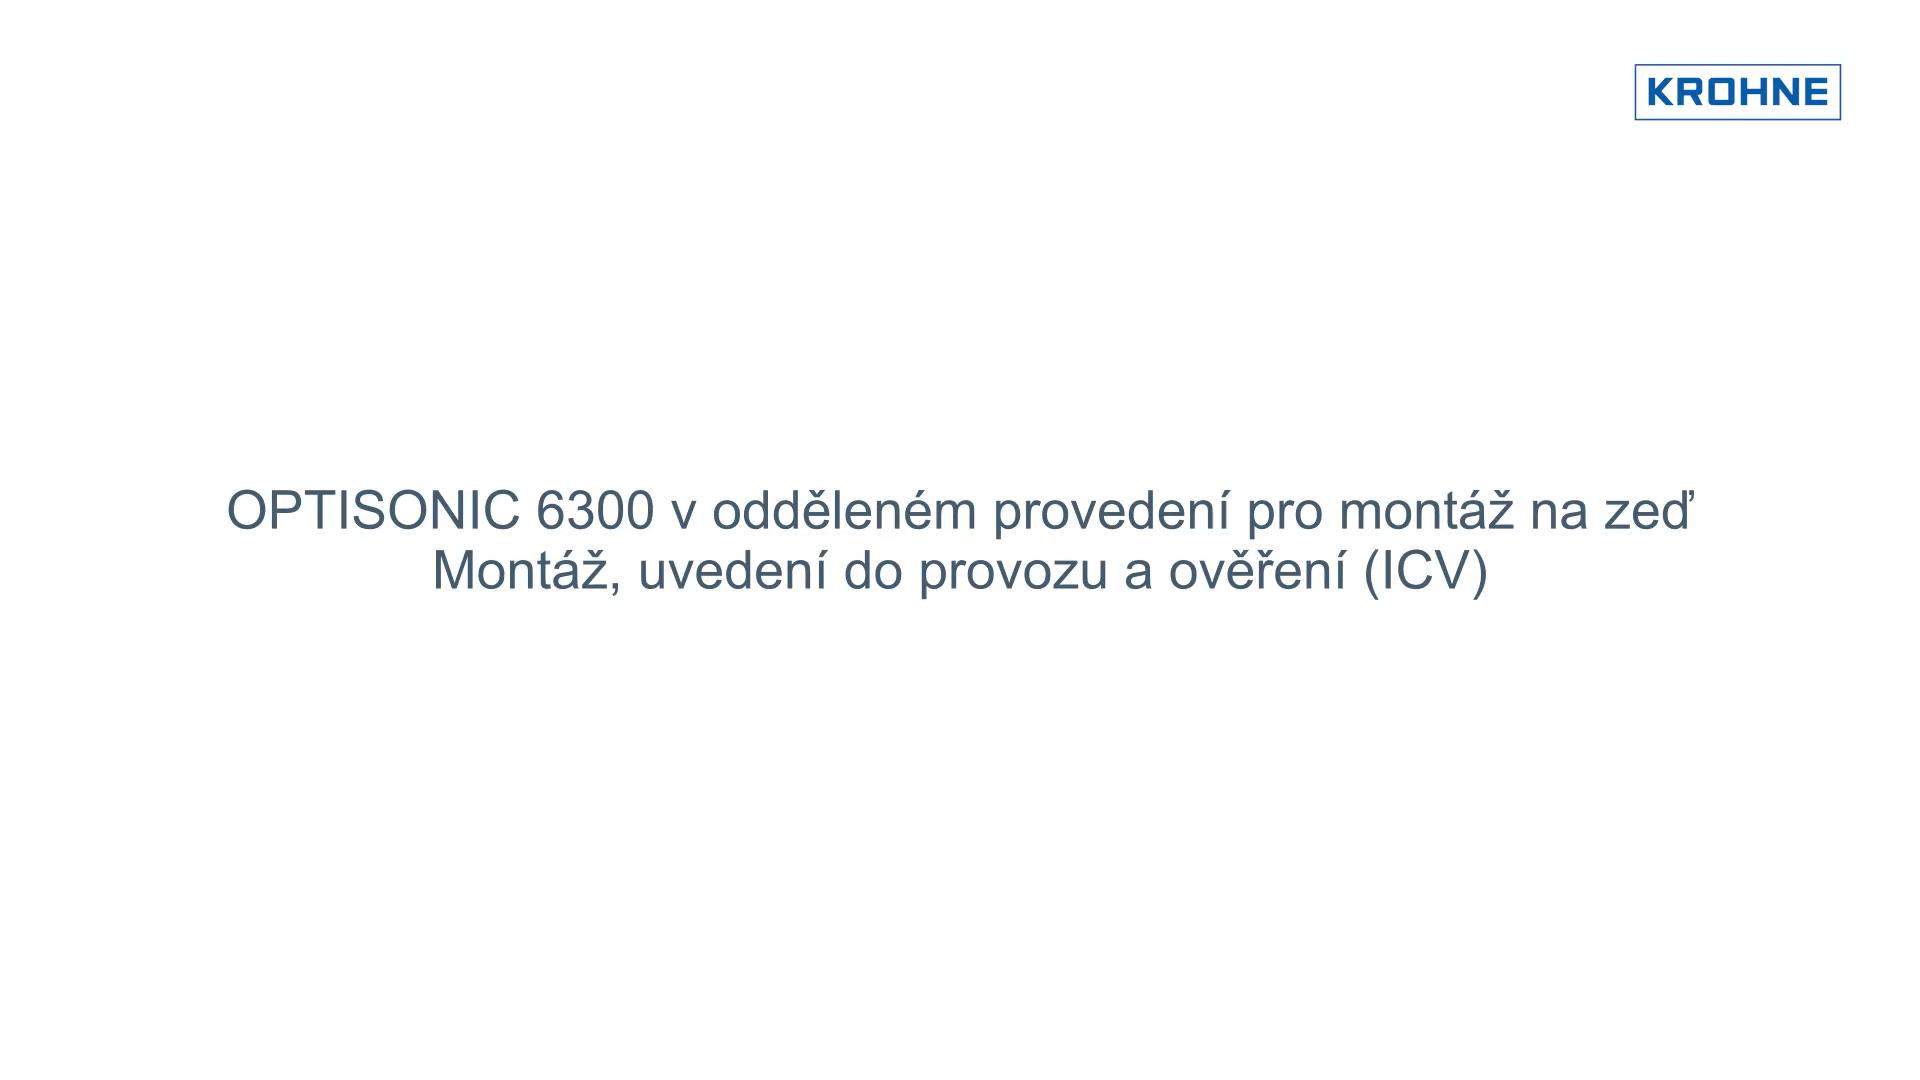 KROHNE
OPTISONIC 6300 v odděleném provedení pro montáž na zeď
Montáž, uvedení do provozu a ověření (ICV)